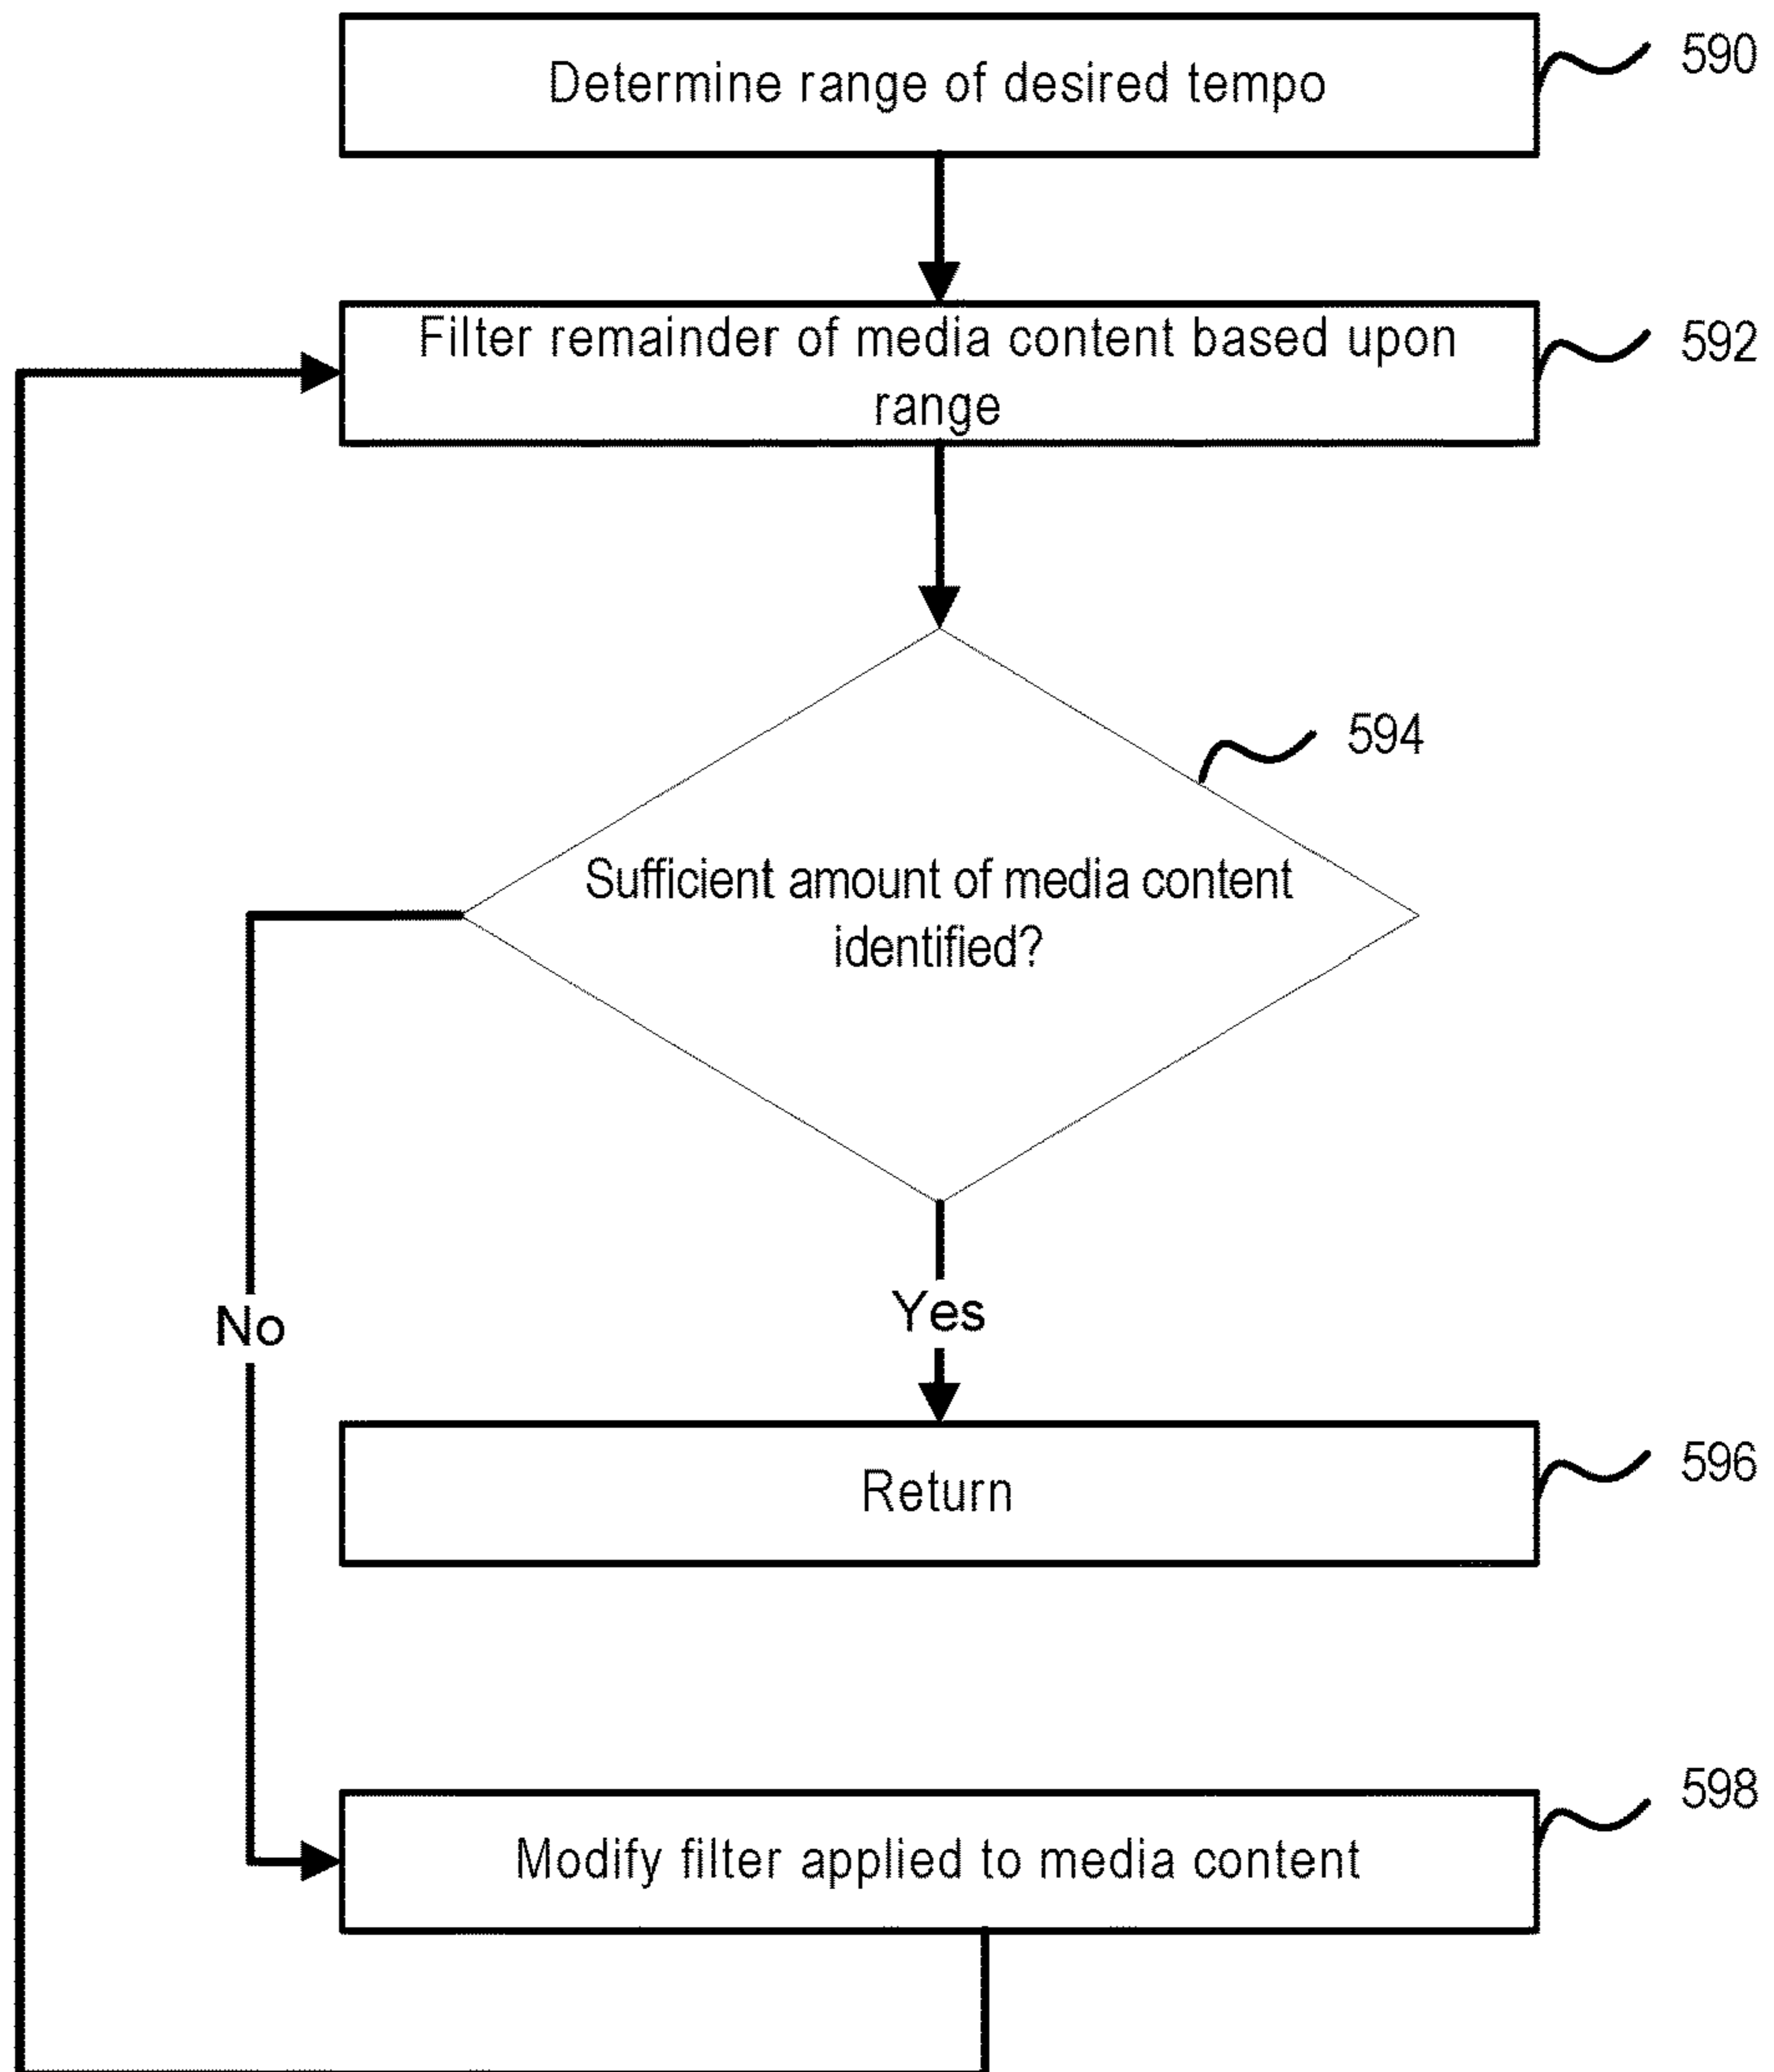 Determine range of desired tempo
590
Filter remainder of media content based upon
range
592
594
Sufficient amount of media content
identified?
No
Yes
Return
596
Modify filter applied to media content
598